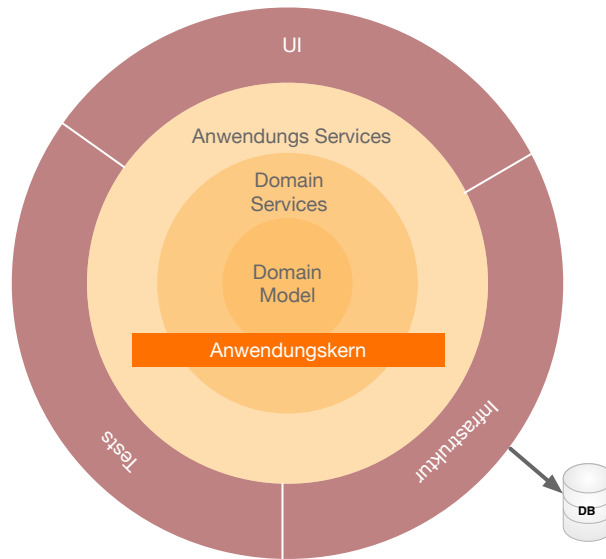 UI
Anwendungs Services
Domain
Services
Domain
Model
Anwendungskern
Tests
Infrastruktur
DB